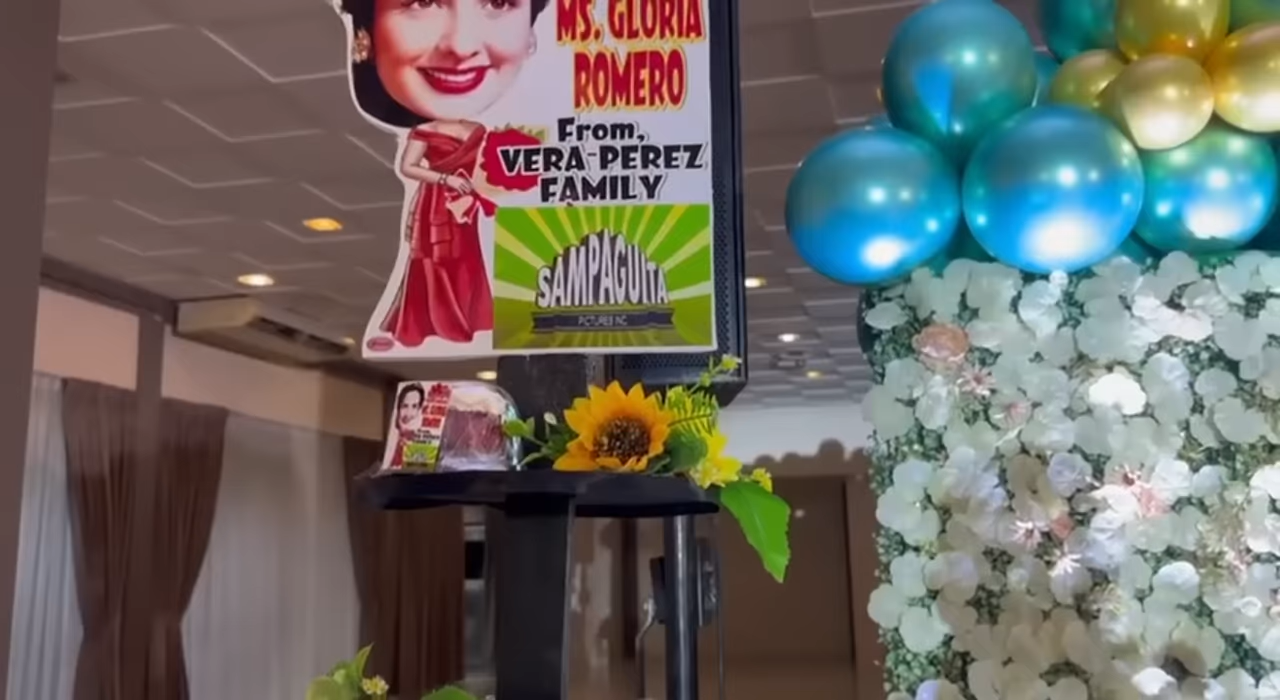 MS. GLORIA
ROMERO
From,
VERA-PEREZ
FAMILY
SAMPAGUITA
PICTURES INC.